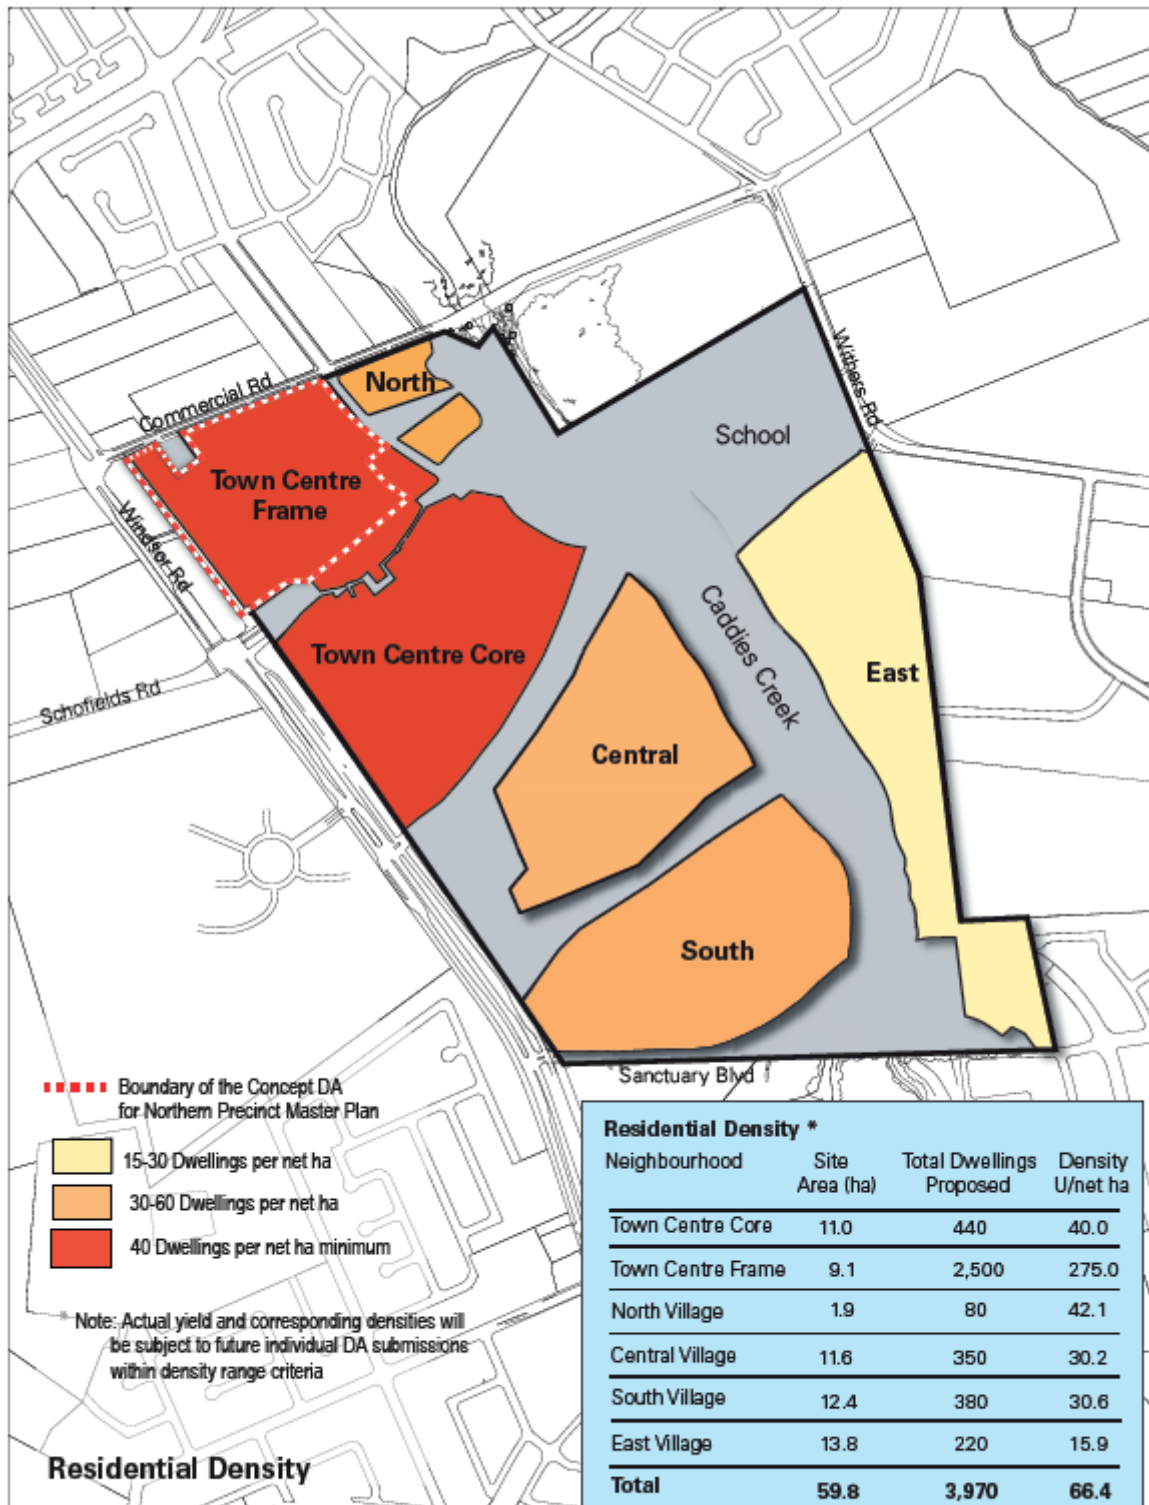 Commercial Rd
North
Withers Rd
School
Town Centre
Frame
Windsor Rd
Caddies Creek
Town Centre Core
East
Schofields Rd
Central
South
Sanctuary Blvd
Boundary of the Concept DA
for Northern Precinct Master Plan
15-30 Dwellings per net ha
30-60 Dwellings per net ha
40 Dwellings per net ha minimum
* Note: Actual yield and corresponding densities will
be subject to future individual DA submissions
within density range criteria
Residential Density
Residential Density *
Neighbourhood Site Area (ha) Total Dwellings Proposed Density U/net ha
Town Centre Core 11.0 440 40.0
Town Centre Frame 9.1 2,500 275.0
North Village 1.9 80 42.1
Central Village 11.6 350 30.2
South Village 12.4 380 30.6
East Village 13.8 220 15.9
Total 59.8 3,970 66.4